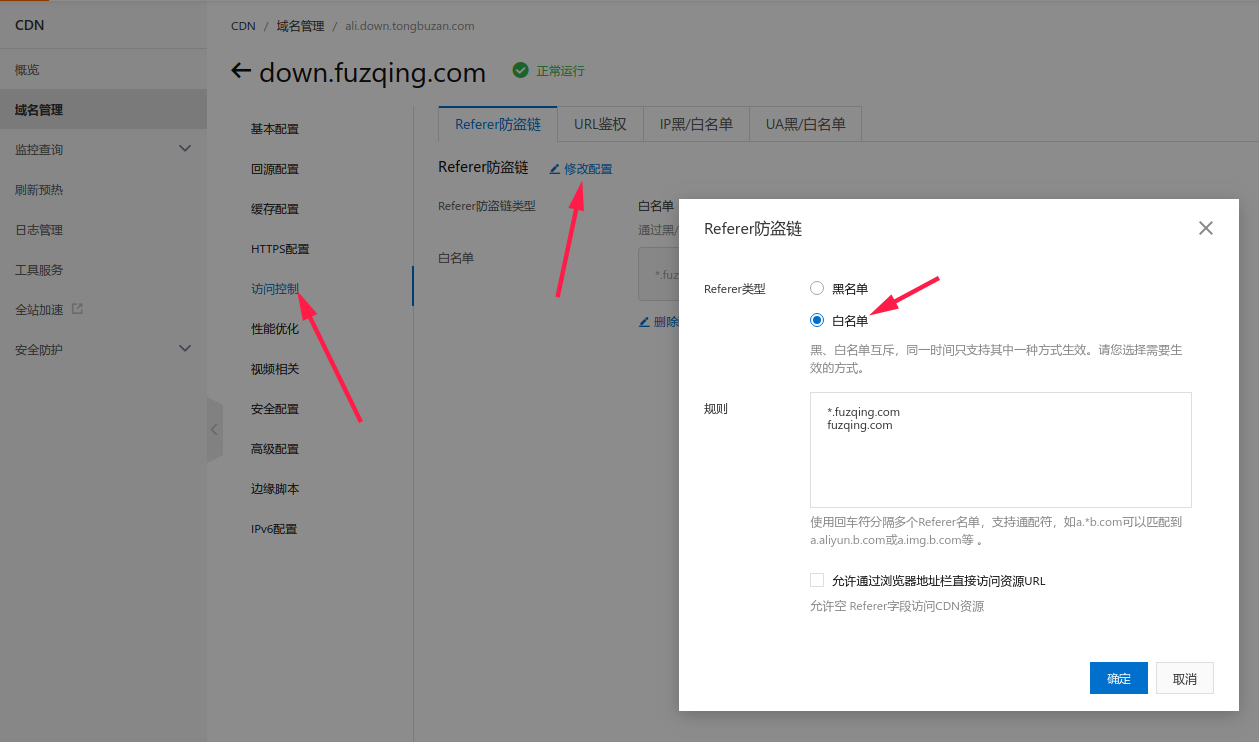 CDN
概览
域名管理
监控查询
刷新预热
日志管理
工具服务
全站加速
安全防护
CDN / 域名管理 / ali.down.tongbuzan.com
down.fuzqing.com
正常运行
基本配置
回源配置
缓存配置
HTTPS配置
访问控制
性能优化
视频相关
安全配置
高级配置
边缘脚本
IPv6配置
Referer防盗链
URL鉴权
IP黑/白名单
UA黑/白名单
Referer防盗链
修改配置
Referer防盗链类型
白名单
通过黑/
白名单
*.fuz
删除
Referer防盗链
Referer类型
黑名单
白名单
黑、白名单互斥，同一时间只支持其中一种方式生效。请您选择需要生
效的方式。
规则
*.fuzqing.com
fuzqing.com
使用回车符分隔多个Referer名单，支持通配符，如a.*b.com可以匹配到
a.aliyun.b.com或a.img.b.com等 。
允许通过浏览器地址栏直接访问资源URL
允许空 Referer字段访问CDN资源
确定
取消